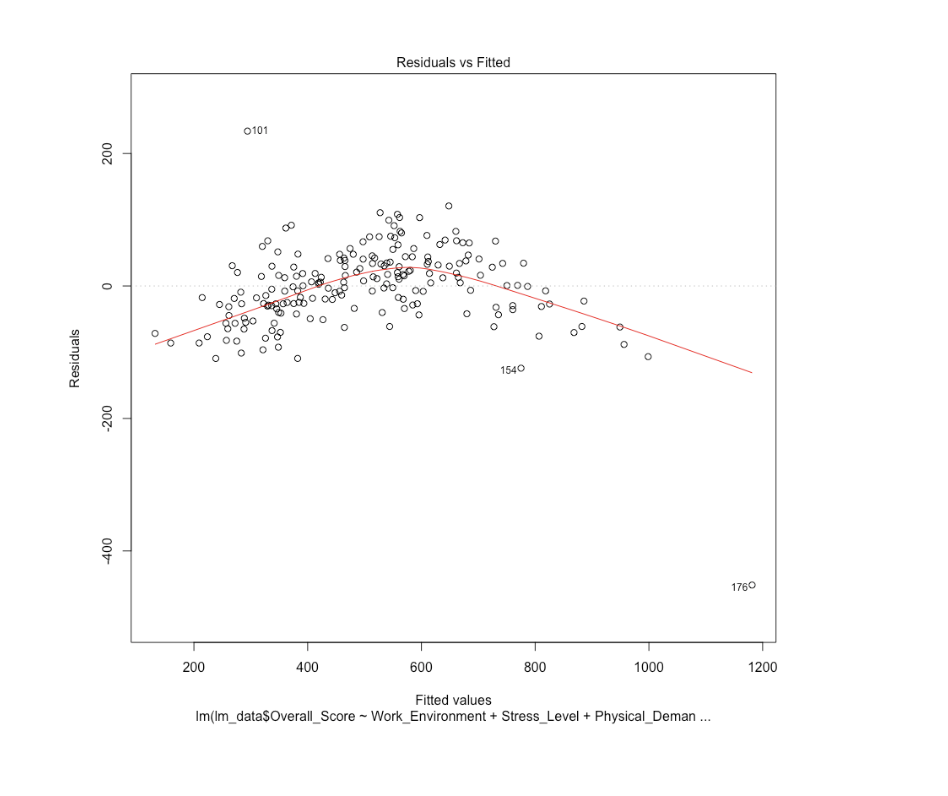 Residuals vs Fitted
101
154
176
200
0
-200
-400
Residuals
200 400 600 800 1000 1200
Fitted values
lm(lm_data$Overall_Score ~ Work_Environment + Stress_Level + Physical_Deman ...